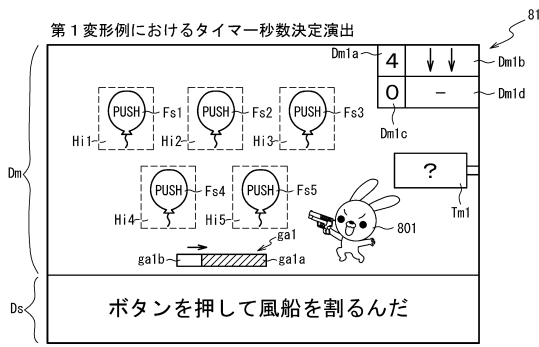 第1変形例におけるタイマー秒数決定演出
81
Dm1a 4 ↓↓ Dm1b
0 − Dm1d
Dm1c
PUSH Fs1 PUSH Fs2 PUSH Fs3
Hi1 Hi2 Hi3
Dm
?
Tm1
PUSH Fs4 PUSH Fs5
Hi4 Hi5
801
ga1
ga1b ga1a
Ds
ボタンを押して風船を割るんだ